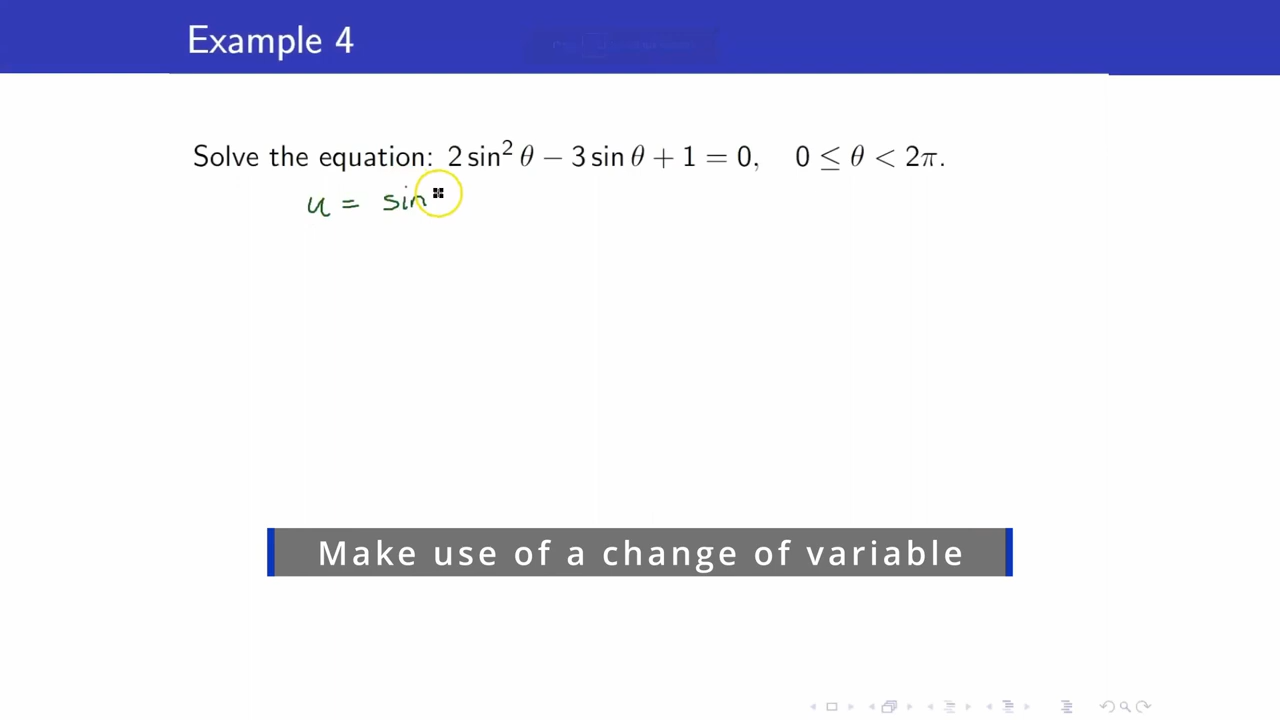 Example 4
Solve the equation: 2 sin² θ − 3 sin θ + 1 = 0, 0 ≤ θ < 2π.
u = sin
Make use of a change of variable